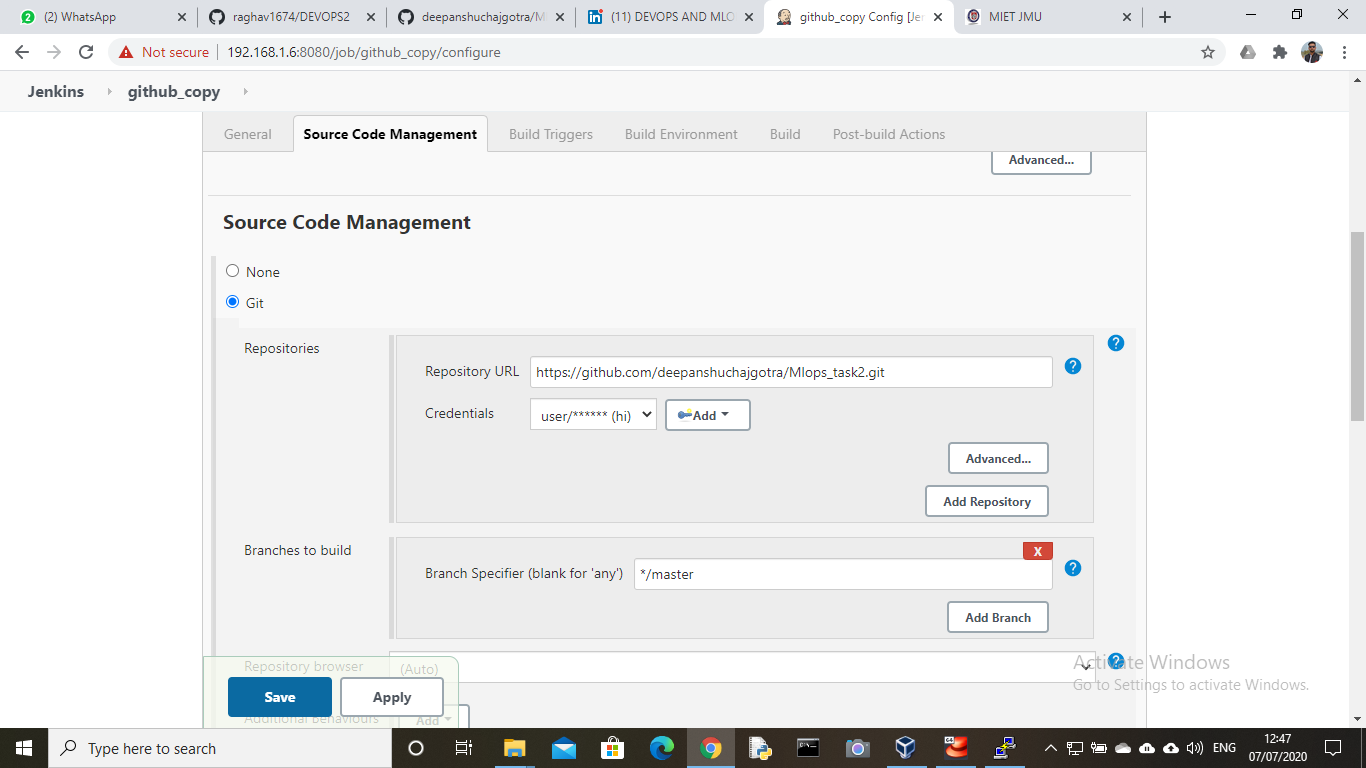 (2) WhatsApp
raghav1674/DEVOPS2
deepanshuchajgotra/M
(11) DEVOPS AND MLO
github_copy Config [Je
MIET JMU
Not secure
192.168.1.6:8080/job/github_copy/configure
Jenkins
github_copy
General
Source Code Management
Build Triggers
Build Environment
Build
Post-build Actions
Advanced...
Source Code Management
None
Git
Repositories
Repository URL
https://github.com/deepanshuchajgotra/Mlops_task2.git
Credentials
user/****** (hi)
Add
Advanced...
Add Repository
Branches to build
X
Branch Specifier (blank for 'any')
*/master
Add Branch
Repository browser
(Auto)
Activate Windows
Go to Settings to activate Windows.
Save
Apply
Additional Behaviours
Add
Type here to search
ENG
12:47
07/07/2020